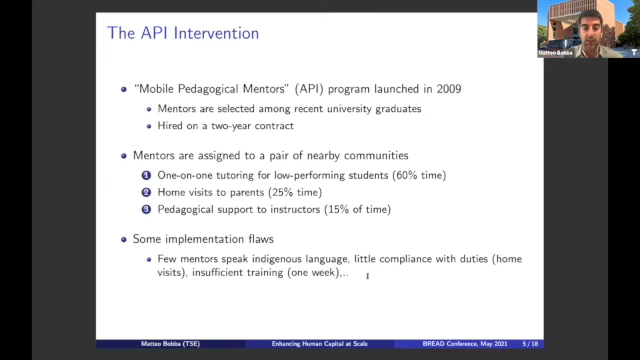 The API Intervention
"Mobile Pedagogical Mentors" (API) program launched in 2009
Mentors are selected among recent university graduates
Hired on a two-year contract
Mentors are assigned to a pair of nearby communities
1 One-on-one tutoring for low-performing students (60% time)
2 Home visits to parents (25% time)
3 Pedagogical support to instructors (15% of time)
Some implementation flaws
Few mentors speak indigenous language, little compliance with duties (home
visits), insufficient training (one week),..
Matteo Bobba (TSE) Enhancing Human Capital at Scale BREAD Conference, May 2021 5 / 18
Matteo Bobba